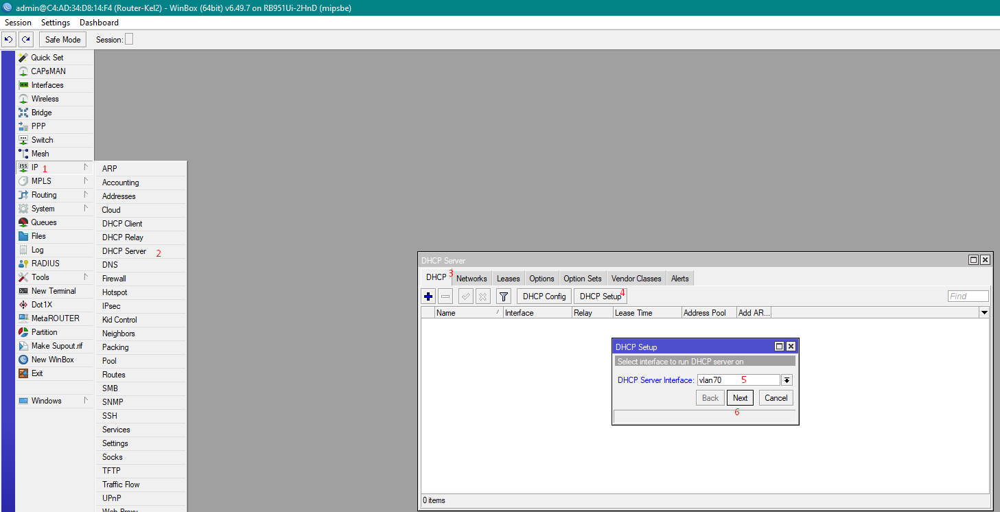 admin@C4:AD:34:D8:14:F4 (Router-Kel2) - WinBox (64bit) v6.49.7 on RB951Ui-2HnD (mipsbe)
Session Settings Dashboard
Safe Mode Session:
Quick Set
CAPsMAN
Interfaces
Wireless
Bridge
PPP
Switch
Mesh
255 IP 1
MPLS
Routing
System
Queues
Files
Log
RADIUS
Tools
New Terminal
Dot1X
MetaROUTER
Partition
Make Supout.rif
New WinBox
Exit
Windows
ARP
Accounting
Addresses
Cloud
DHCP Client
DHCP Relay
DHCP Server 2
DNS
Firewall
Hotspot
IPsec
Kid Control
Neighbors
Packing
Pool
Routes
SMB
SNMP
SSH
Services
Settings
Socks
TFTP
Traffic Flow
UPnP
Web Proxy
DHCP Server
DHCP 3 Networks Leases Options Option Sets Vendor Classes Alerts
DHCP Config DHCP Setup 4 Find
Name Interface Relay Lease Time Address Pool Add AR...
DHCP Setup
Select interface to run DHCP server on
DHCP Server Interface: vlan70 5
Back Next Cancel
6
0 items